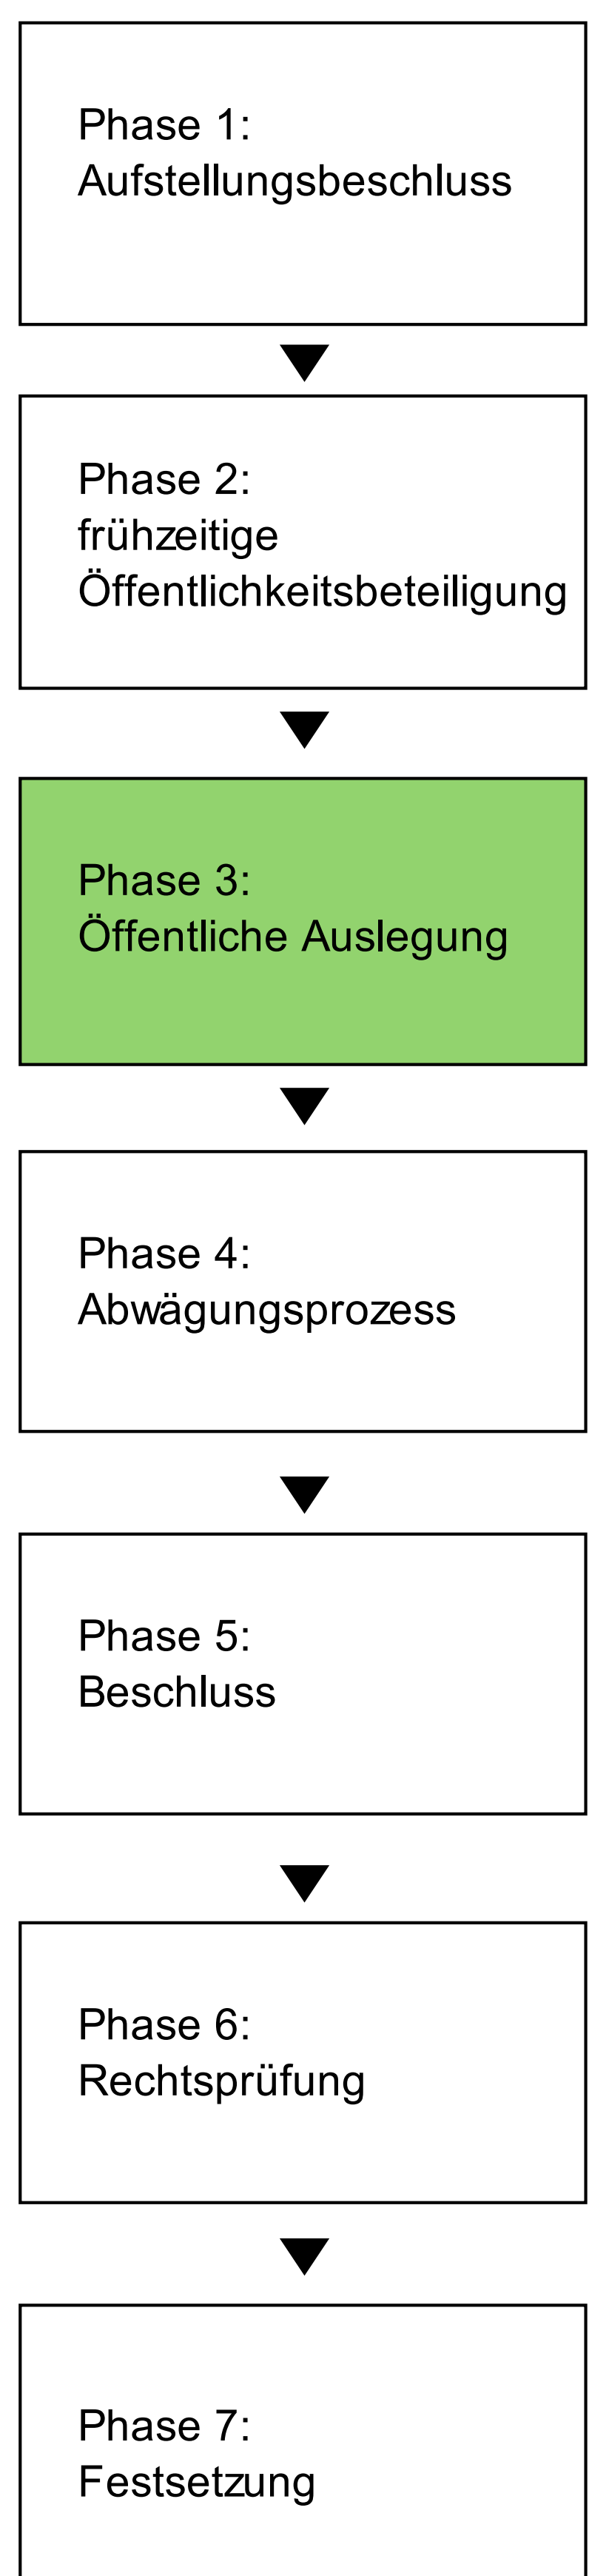 Phase 1:
Aufstellungsbeschluss
Phase 2:
frühzeitige
Öffentlichkeitsbeteiligung
Phase 3:
Öffentliche Auslegung
Phase 4:
Abwägungsprozess
Phase 5:
Beschluss
Phase 6:
Rechtsprüfung
Phase 7:
Festsetzung